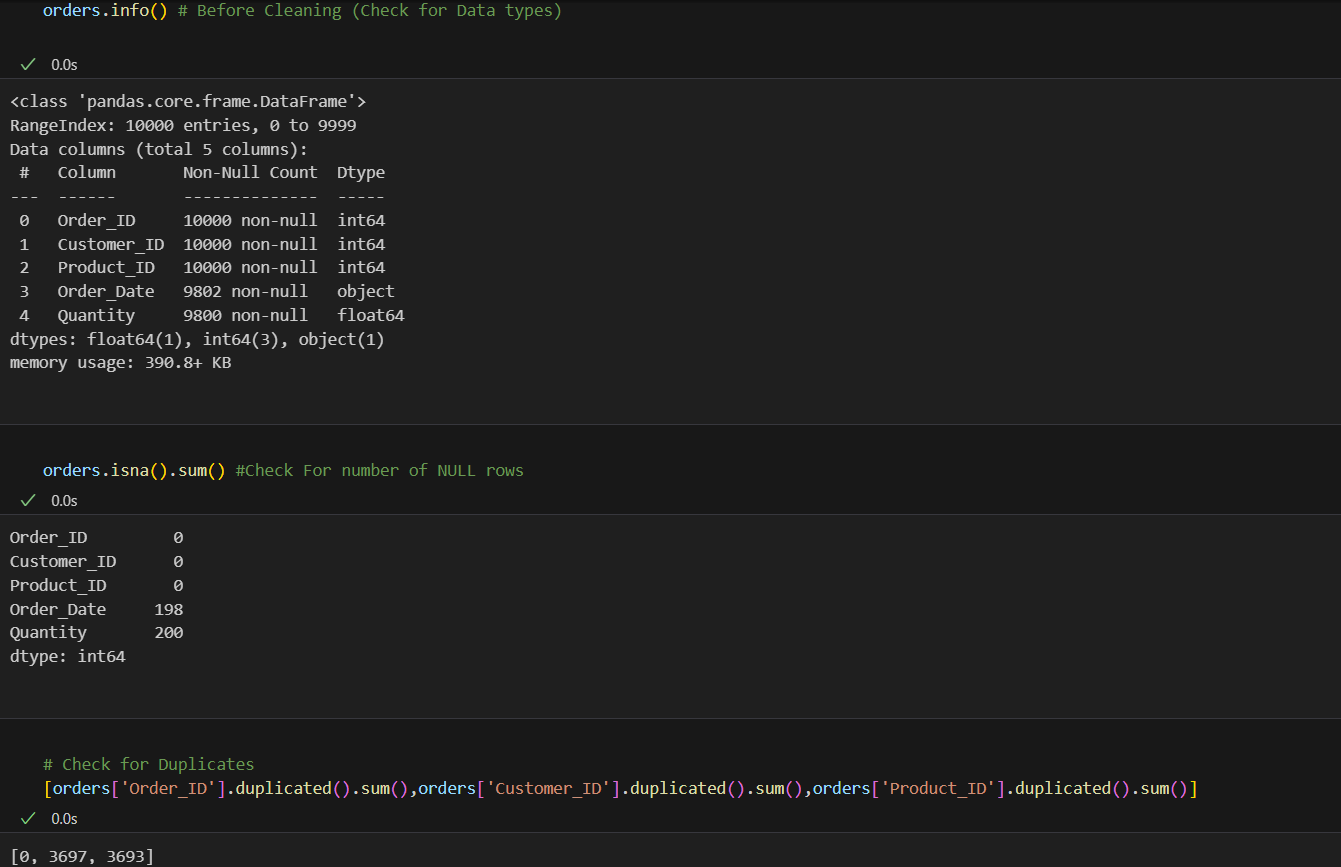 orders.info() # Before Cleaning (Check for Data types)
0.0s
<class 'pandas.core.frame.DataFrame'>
RangeIndex: 10000 entries, 0 to 9999
Data columns (total 5 columns):
 #   Column       Non-Null Count  Dtype
---  ------       --------------  -----
 0   Order_ID     10000 non-null  int64
 1   Customer_ID  10000 non-null  int64
 2   Product_ID   10000 non-null  int64
 3   Order_Date   9802 non-null   object
 4   Quantity     9800 non-null   float64
dtypes: float64(1), int64(3), object(1)
memory usage: 390.8+ KB
orders.isna().sum() #Check For number of NULL rows
0.0s
Order_ID         0
Customer_ID      0
Product_ID       0
Order_Date     198
Quantity       200
dtype: int64
# Check for Duplicates
[orders['Order_ID'].duplicated().sum(),orders['Customer_ID'].duplicated().sum(),orders['Product_ID'].duplicated().sum()]
0.0s
[0, 3697, 3693]